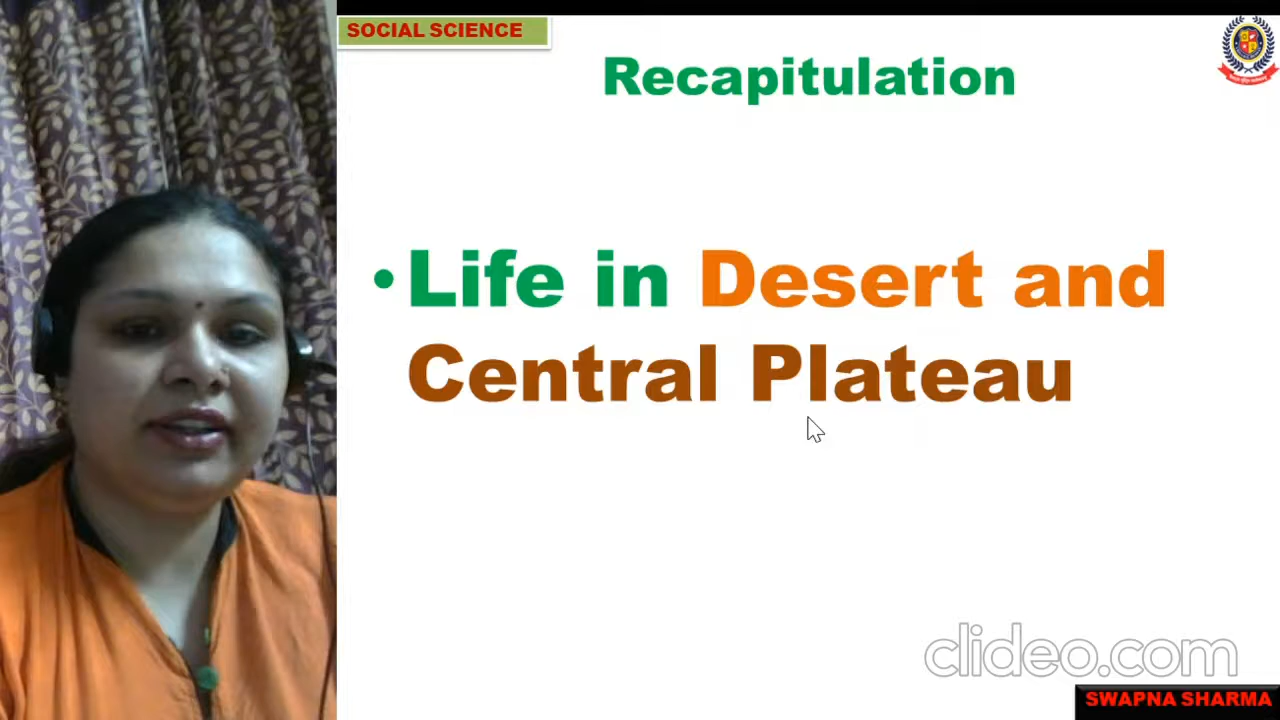 SOCIAL SCIENCE
Recapitulation
•Life in Desert and
Central Plateau
clideo.com
SWAPNA SHARMA